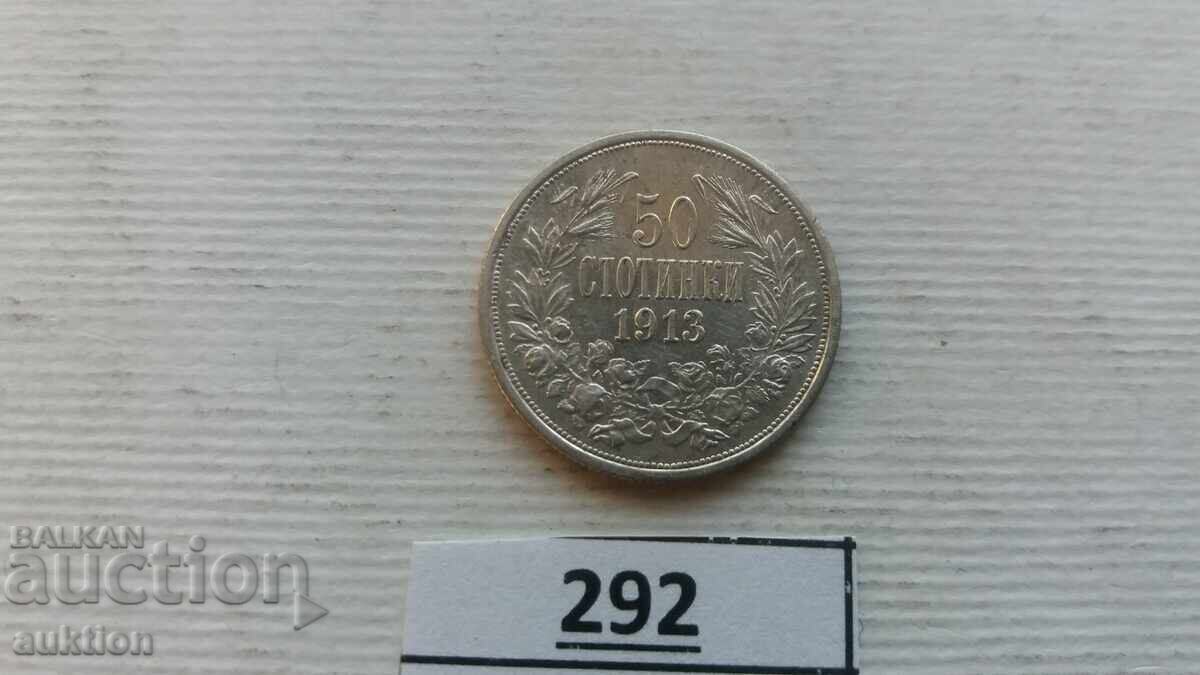 50
СТОТИНКИ
1913
292
BALKAN
auction
auktion